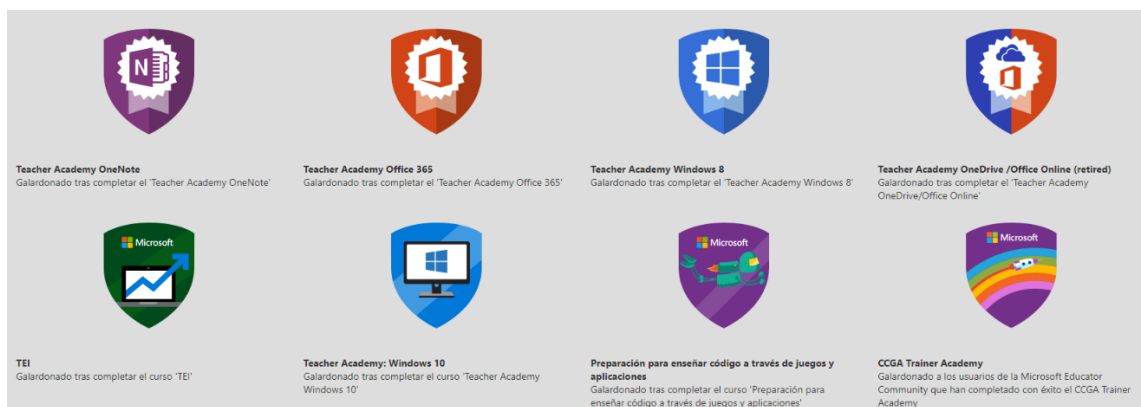 N
Teacher Academy OneNote
Galardonado tras completar el 'Teacher Academy OneNote'
Teacher Academy Office 365
Galardonado tras completar el 'Teacher Academy Office 365'
Teacher Academy Windows 8
Galardonado tras completar el 'Teacher Academy Windows 8'
Teacher Academy OneDrive /Office Online (retired)
Galardonado tras completar el 'Teacher Academy
OneDrive/Office Online'
Microsoft
TEI
Galardonado tras completar el curso 'TEI'
Teacher Academy: Windows 10
Galardonado tras completar el curso 'Teacher Academy
Windows 10'
Microsoft
Preparación para enseñar código a través de juegos y
aplicaciones
Galardonado tras completar el curso 'Preparación para
enseñar código a través de juegos y aplicaciones'
Microsoft
CCGA Trainer Academy
Galardonado a los usuarios de la Microsoft Educator
Community que han completado con éxito el CCGA Trainer
Academy